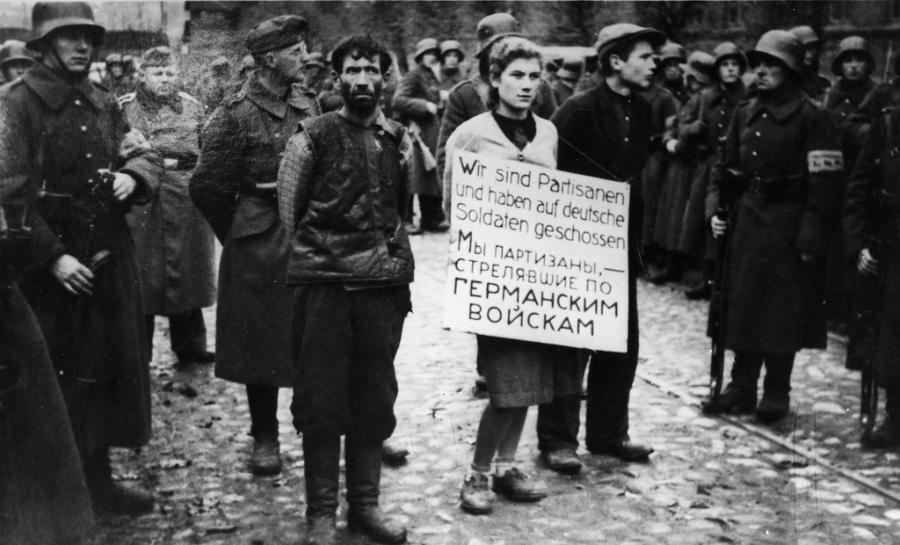 Wir sind Partisanen
und haben auf deutsche
Soldaten geschossen
Мы партизаны,—
стрелявшие по
ГЕРМАНСКИМ
ВОЙСКАМ